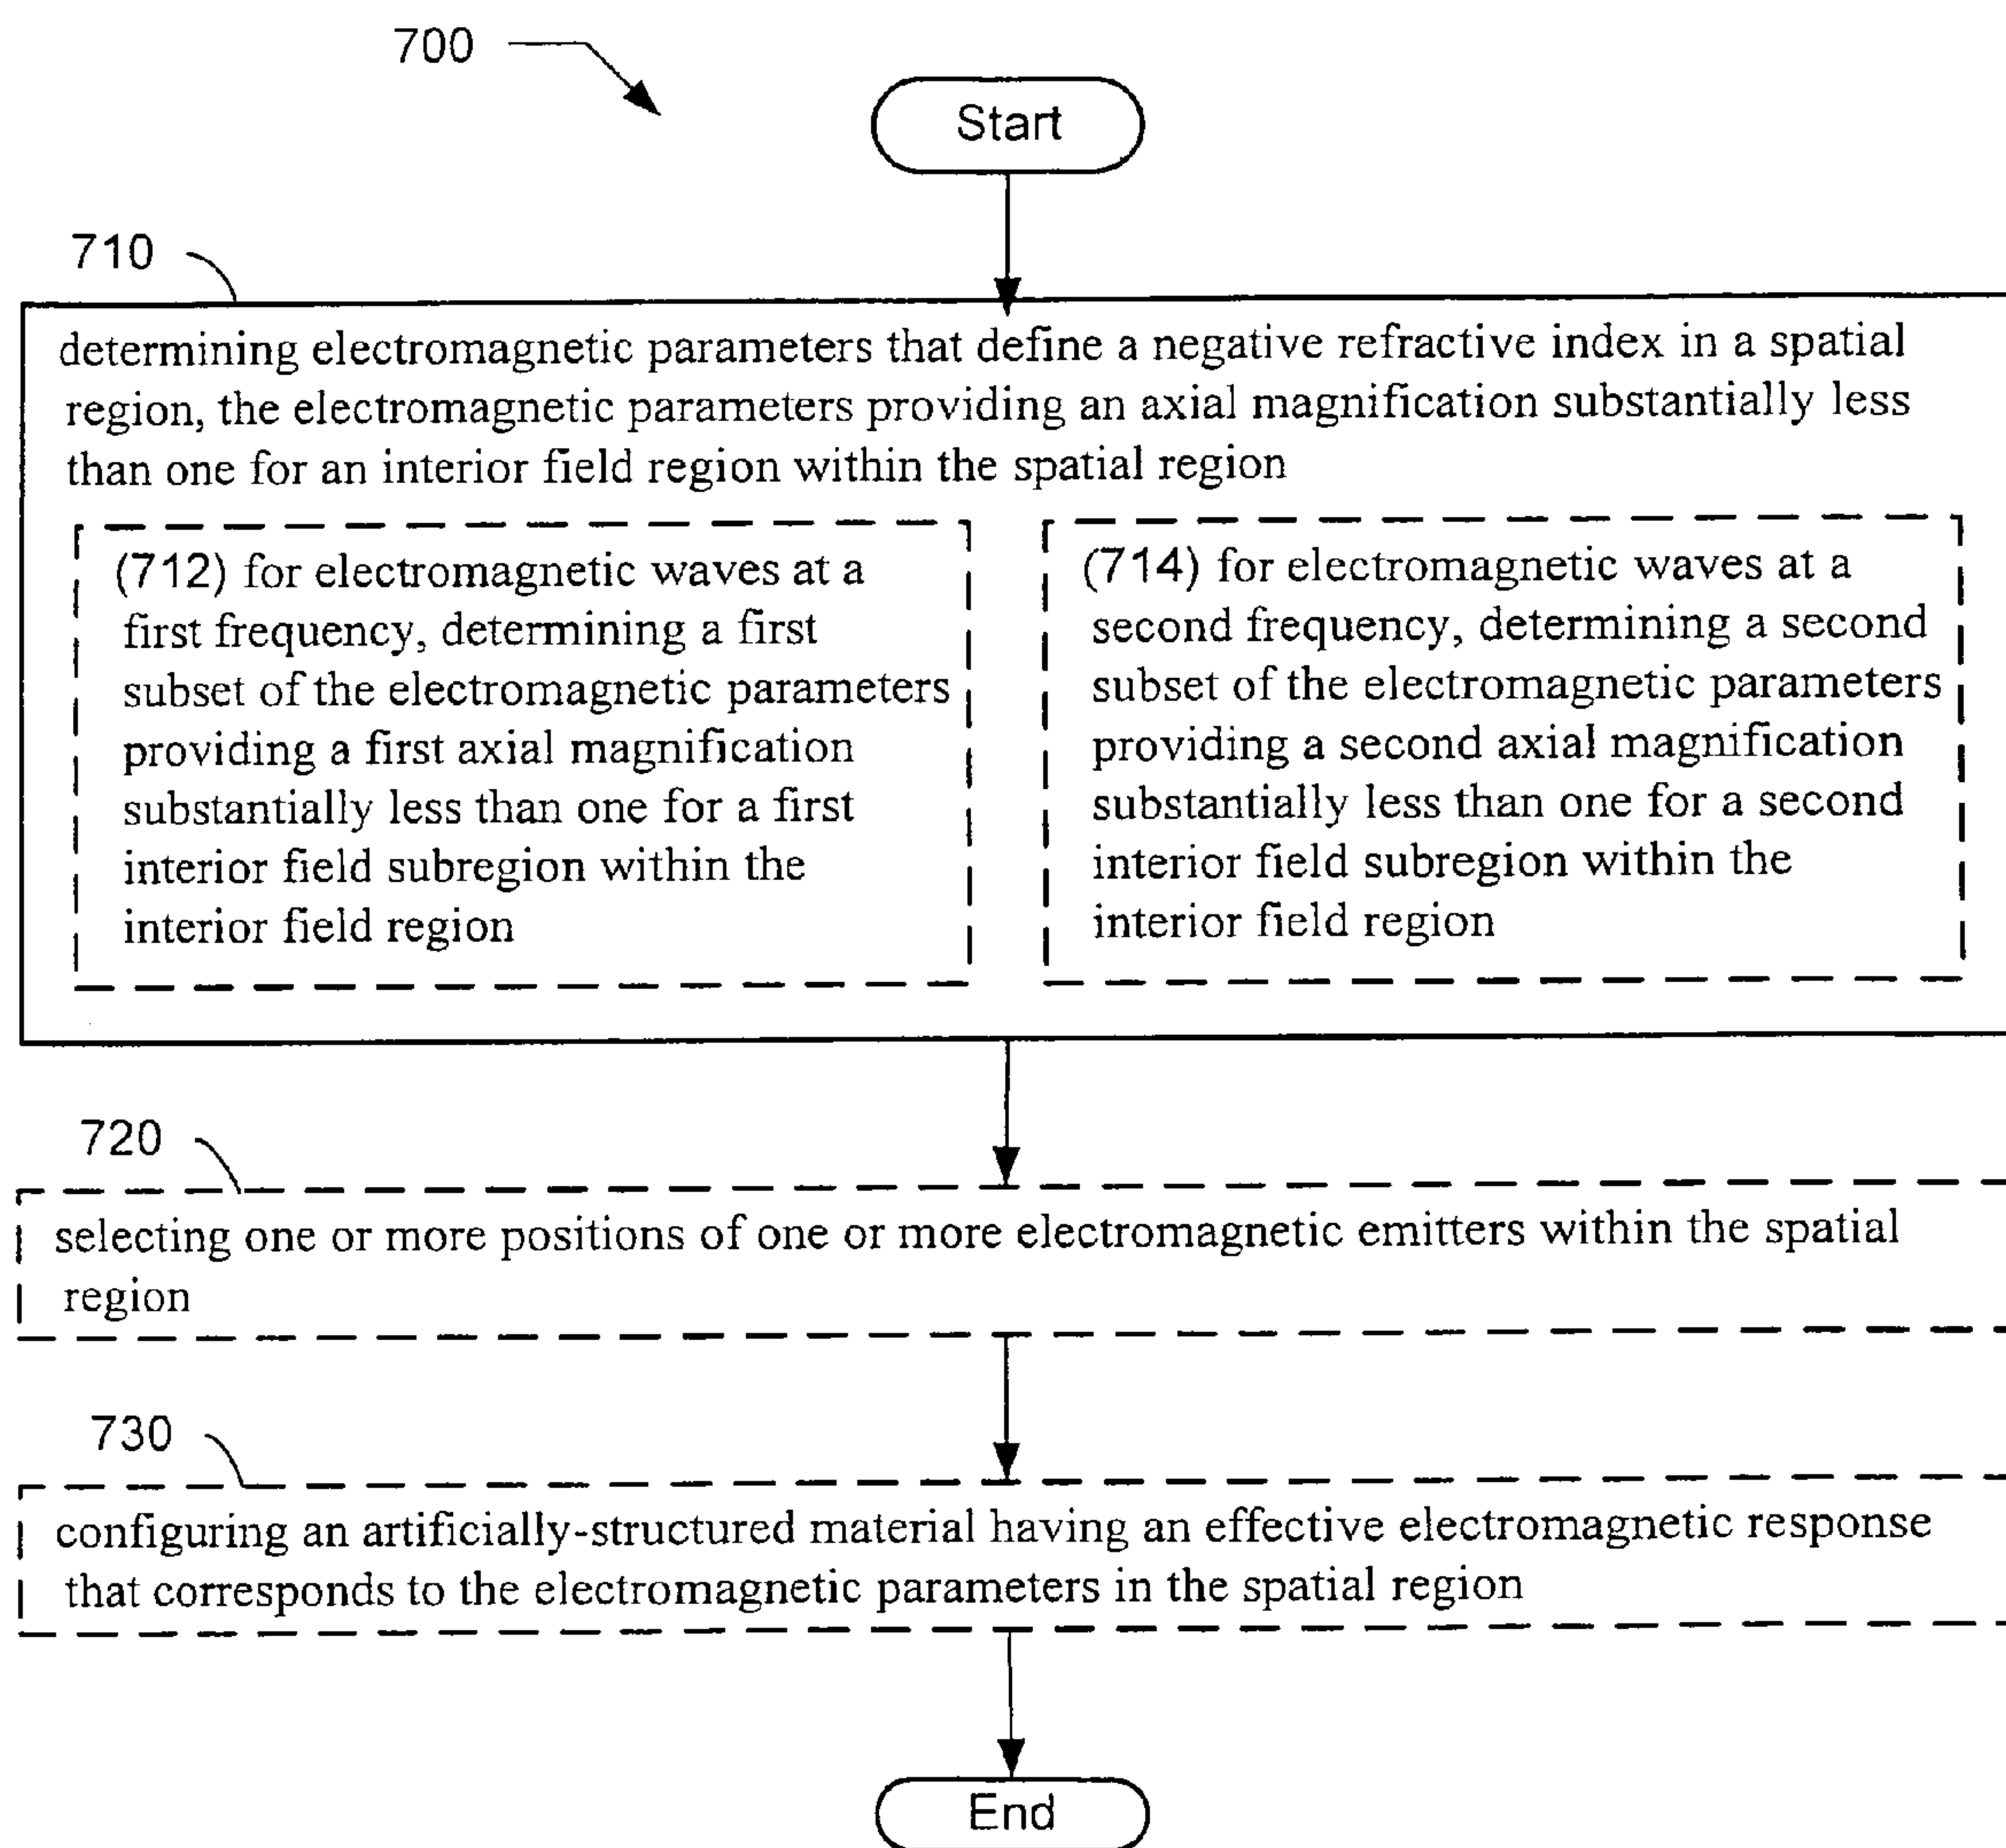 700
Start
710
determining electromagnetic parameters that define a negative refractive index in a spatial
region, the electromagnetic parameters providing an axial magnification substantially less
than one for an interior field region within the spatial region
(712) for electromagnetic waves at a
first frequency, determining a first
subset of the electromagnetic parameters
providing a first axial magnification
substantially less than one for a first
interior field subregion within the
interior field region
(714) for electromagnetic waves at a
second frequency, determining a second
subset of the electromagnetic parameters
providing a second axial magnification
substantially less than one for a second
interior field subregion within the
interior field region
720
selecting one or more positions of one or more electromagnetic emitters within the spatial
region
730
configuring an artificially-structured material having an effective electromagnetic response
that corresponds to the electromagnetic parameters in the spatial region
End